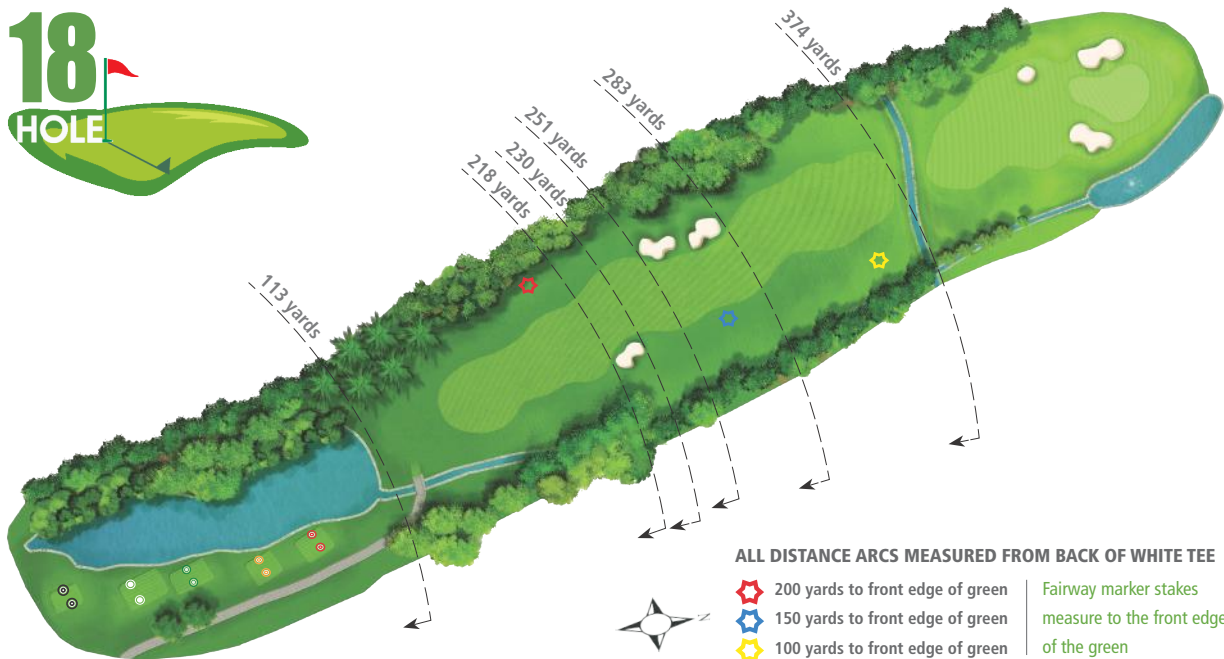 18
HOLE
374 yards
283 yards
251 yards
230 yards
218 yards
113 yards
ALL DISTANCE ARCS MEASURED FROM BACK OF WHITE TEE
200 yards to front edge of green
150 yards to front edge of green
100 yards to front edge of green
Fairway marker stakes
measure to the front edge
of the green
N